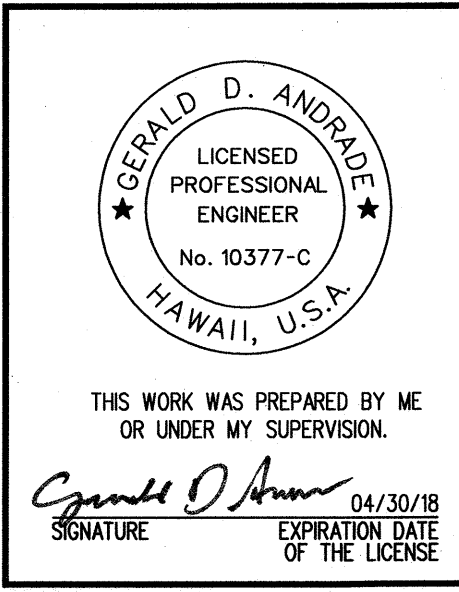 GERALD D. ANDRADE
LICENSED
PROFESSIONAL
ENGINEER
No. 10377-C
HAWAII, U.S.A.
THIS WORK WAS PREPARED BY ME
OR UNDER MY SUPERVISION.
04/30/18
SIGNATURE
EXPIRATION DATE
OF THE LICENSE